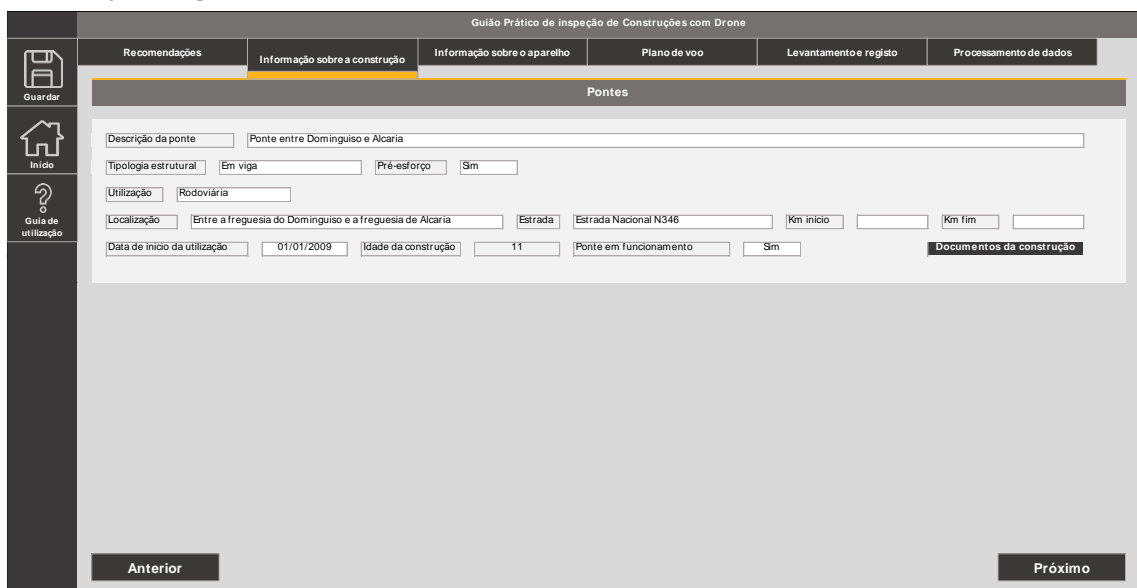 Guião Prático de inspeção de Construções com Drone
Recomendações
Informação sobre a construção
Informação sobre o aparelho
Plano de voo
Levantamento e registo
Processamento de dados
Guardar
Início
Guia de
utilização
Pontes
Descrição da ponte Ponte entre Dominguiso e Alcaria
Tipologia estrutural Em viga Pré-esforço Sim
Utilização Rodoviária
Localização Entre a freguesia do Dominguiso e a freguesia de Alcaria Estrada Estrada Nacional N346 Km inicio Km fim
Data de inicio da utilização 01/01/2009 Idade da construção 11 Ponte em funcionamento Sim Documentos da construção
Anterior Próximo